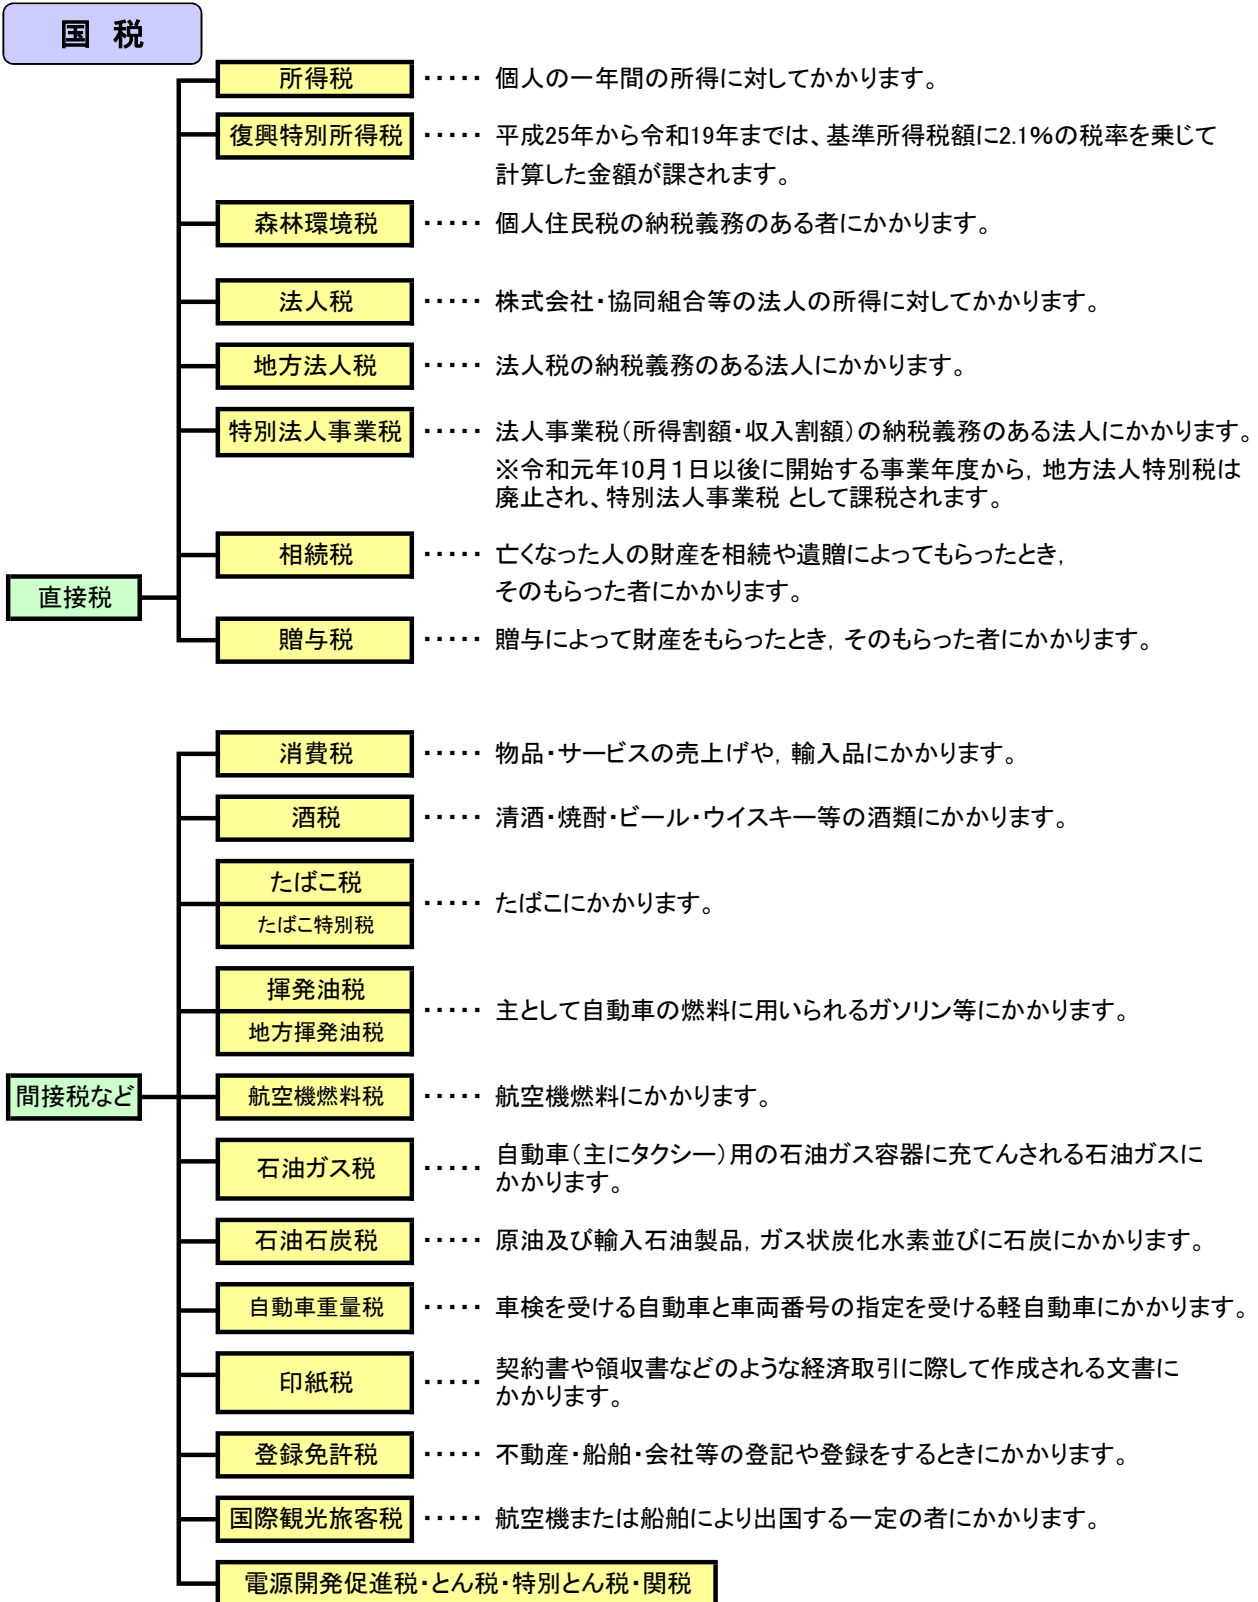 国 税
所得税 ・・・・・ 個人の一年間の所得に対してかかります。
復興特別所得税 ・・・・・ 平成25年から令和19年までは、基準所得税額に2.1%の税率を乗じて
計算した金額が課されます。
森林環境税 ・・・・・ 個人住民税の納税義務のある者にかかります。
法人税 ・・・・・ 株式会社・協同組合等の法人の所得に対してかかります。
地方法人税 ・・・・・ 法人税の納税義務のある法人にかかります。
特別法人事業税 ・・・・・ 法人事業税（所得割額・収入割額）の納税義務のある法人にかかります。
※令和元年10月１日以後に開始する事業年度から，地方法人特別税は
廃止され、特別法人事業税 として課税されます。
相続税 ・・・・・ 亡くなった人の財産を相続や遺贈によってもらったとき，
そのもらった者にかかります。
直接税
贈与税 ・・・・・ 贈与によって財産をもらったとき，そのもらった者にかかります。
消費税 ・・・・・ 物品・サービスの売上げや，輸入品にかかります。
酒税 ・・・・・ 清酒・焼酎・ビール・ウイスキー等の酒類にかかります。
たばこ税
たばこ特別税
・・・・・ たばこにかかります。
揮発油税
地方揮発油税
・・・・・ 主として自動車の燃料に用いられるガソリン等にかかります。
間接税など
航空機燃料税 ・・・・・ 航空機燃料にかかります。
石油ガス税 ・・・・・ 自動車（主にタクシー）用の石油ガス容器に充てんされる石油ガスに
かかります。
石油石炭税 ・・・・・ 原油及び輸入石油製品，ガス状炭化水素並びに石炭にかかります。
自動車重量税 ・・・・・ 車検を受ける自動車と車両番号の指定を受ける軽自動車にかかります。
印紙税 ・・・・・ 契約書や領収書などのような経済取引に際して作成される文書に
かかります。
登録免許税 ・・・・・ 不動産・船舶・会社等の登記や登録をするときにかかります。
国際観光旅客税 ・・・・・ 航空機または船舶により出国する一定の者にかかります。
電源開発促進税・とん税・特別とん税・関税